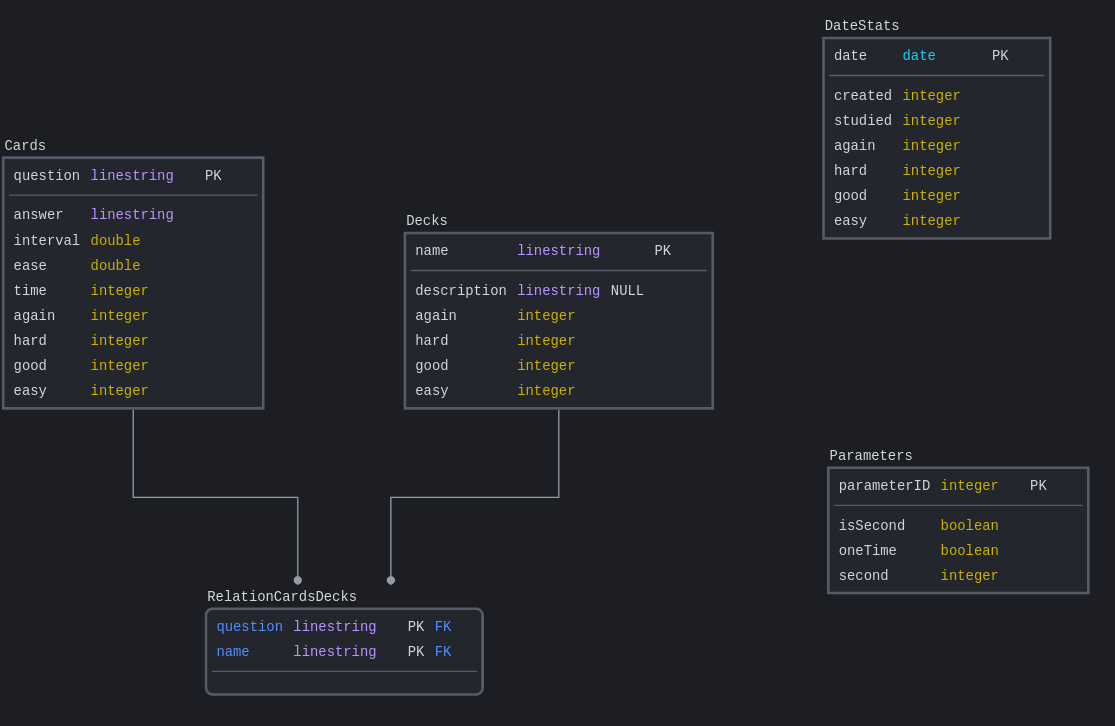 DateStats
date date PK
created integer
studied integer
again integer
hard integer
good integer
easy integer
Cards
question linestring PK
answer linestring
interval double
ease double
time integer
again integer
hard integer
good integer
easy integer
Decks
name linestring PK
description linestring NULL
again integer
hard integer
good integer
easy integer
Parameters
parameterID integer PK
isSecond boolean
oneTime boolean
second integer
RelationCardsDecks
question linestring PK FK
name linestring PK FK